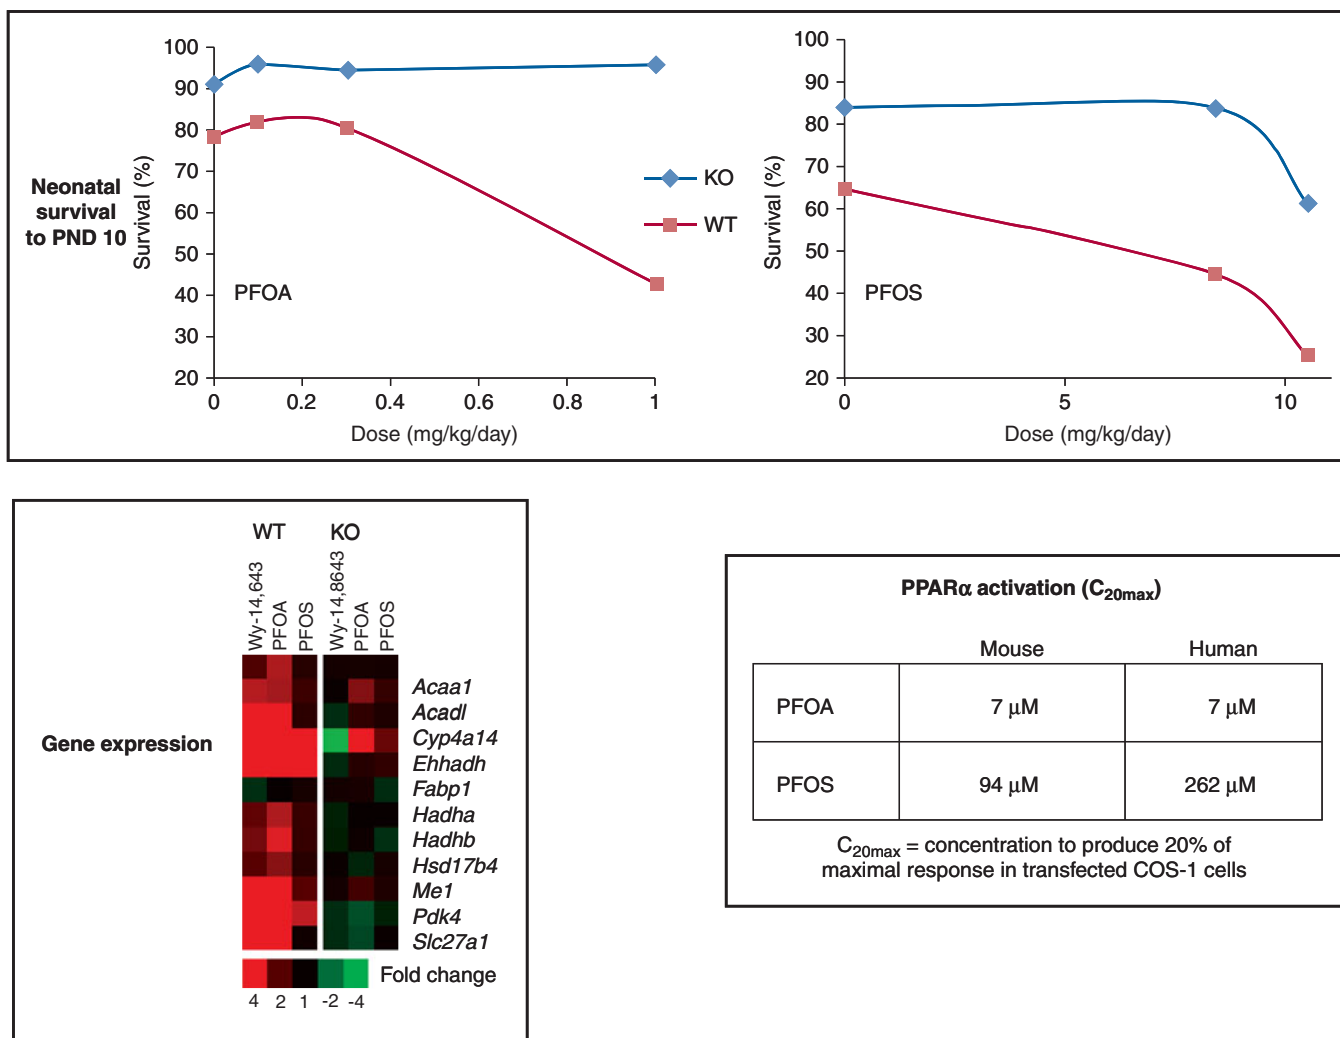 Neonatal
survival
to PND 10
Survival (%)
100
90
80
70
60
50
40
30
20
PFOA
0
0.2
0.4
0.6
0.8
1
Dose (mg/kg/day)
KO
WT
Survival (%)
100
90
80
70
60
50
40
30
20
PFOS
0
5
10
Dose (mg/kg/day)
Gene expression
WT
KO
Wy-14,643
PFOA
PFOS
Wy-14,8643
PFOA
PFOS
Acaa1
Acadl
Cyp4a14
Ehhadh
Fabp1
Hadha
Hadhb
Hsd17b4
Me1
Pdk4
Slc27a1
Fold change
4 2 1 -2 -4
PPARα activation (C20max)
Mouse Human
PFOA 7 µM 7 µM
PFOS 94 µM 262 µM
C20max = concentration to produce 20% of
maximal response in transfected COS-1 cells